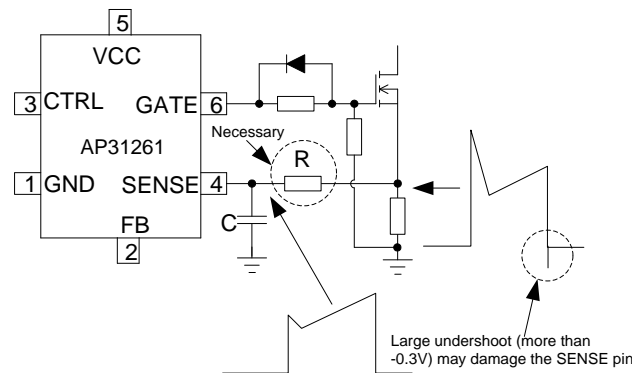 5
VCC
3 CTRL GATE 6
AP31261
Necessary
R
1 GND SENSE 4
C
FB
2
Large undershoot (more than
-0.3V) may damage the SENSE pin